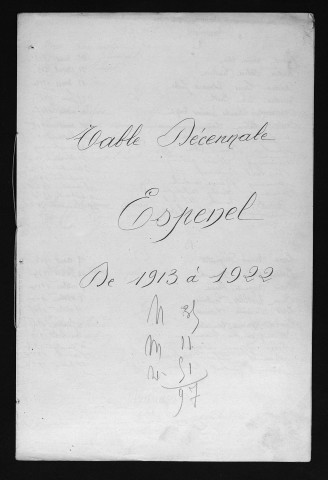 Table Décennale
Espenel
De 1913 à 1922
N 35
M 11
D 51
97